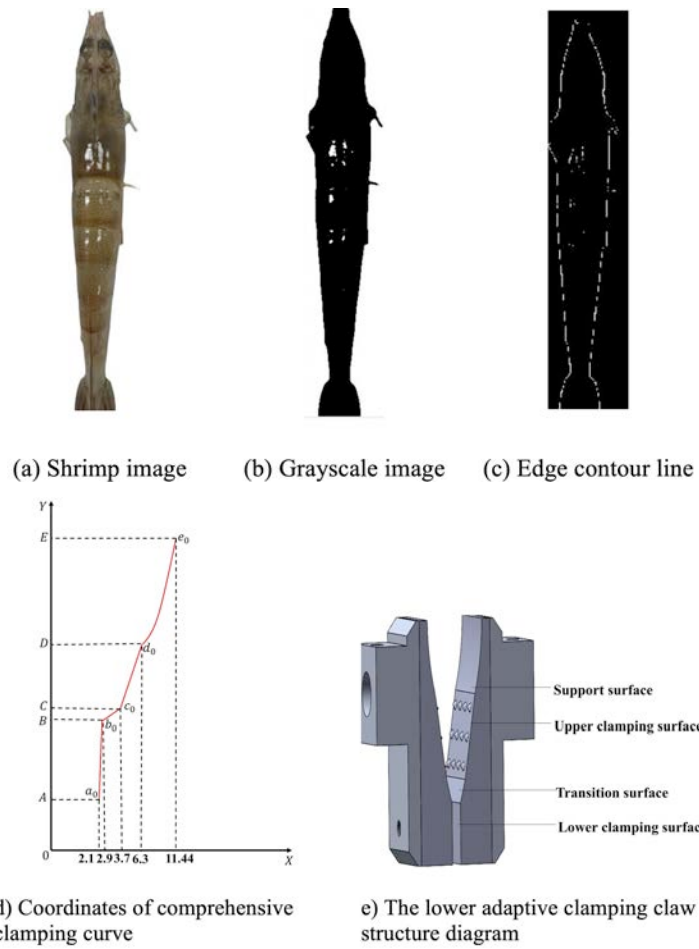 (a) Shrimp image (b) Grayscale image (c) Edge contour line
Y
E
e₀
D
d₀
C
c₀
B
b₀
A
a₀
0 2.1 2.9 3.7 6.3 11.44 X
Support surface
Upper clamping surface
Transition surface
Lower clamping surfac
d) Coordinates of comprehensive
clamping curve
e) The lower adaptive clamping claw
structure diagram